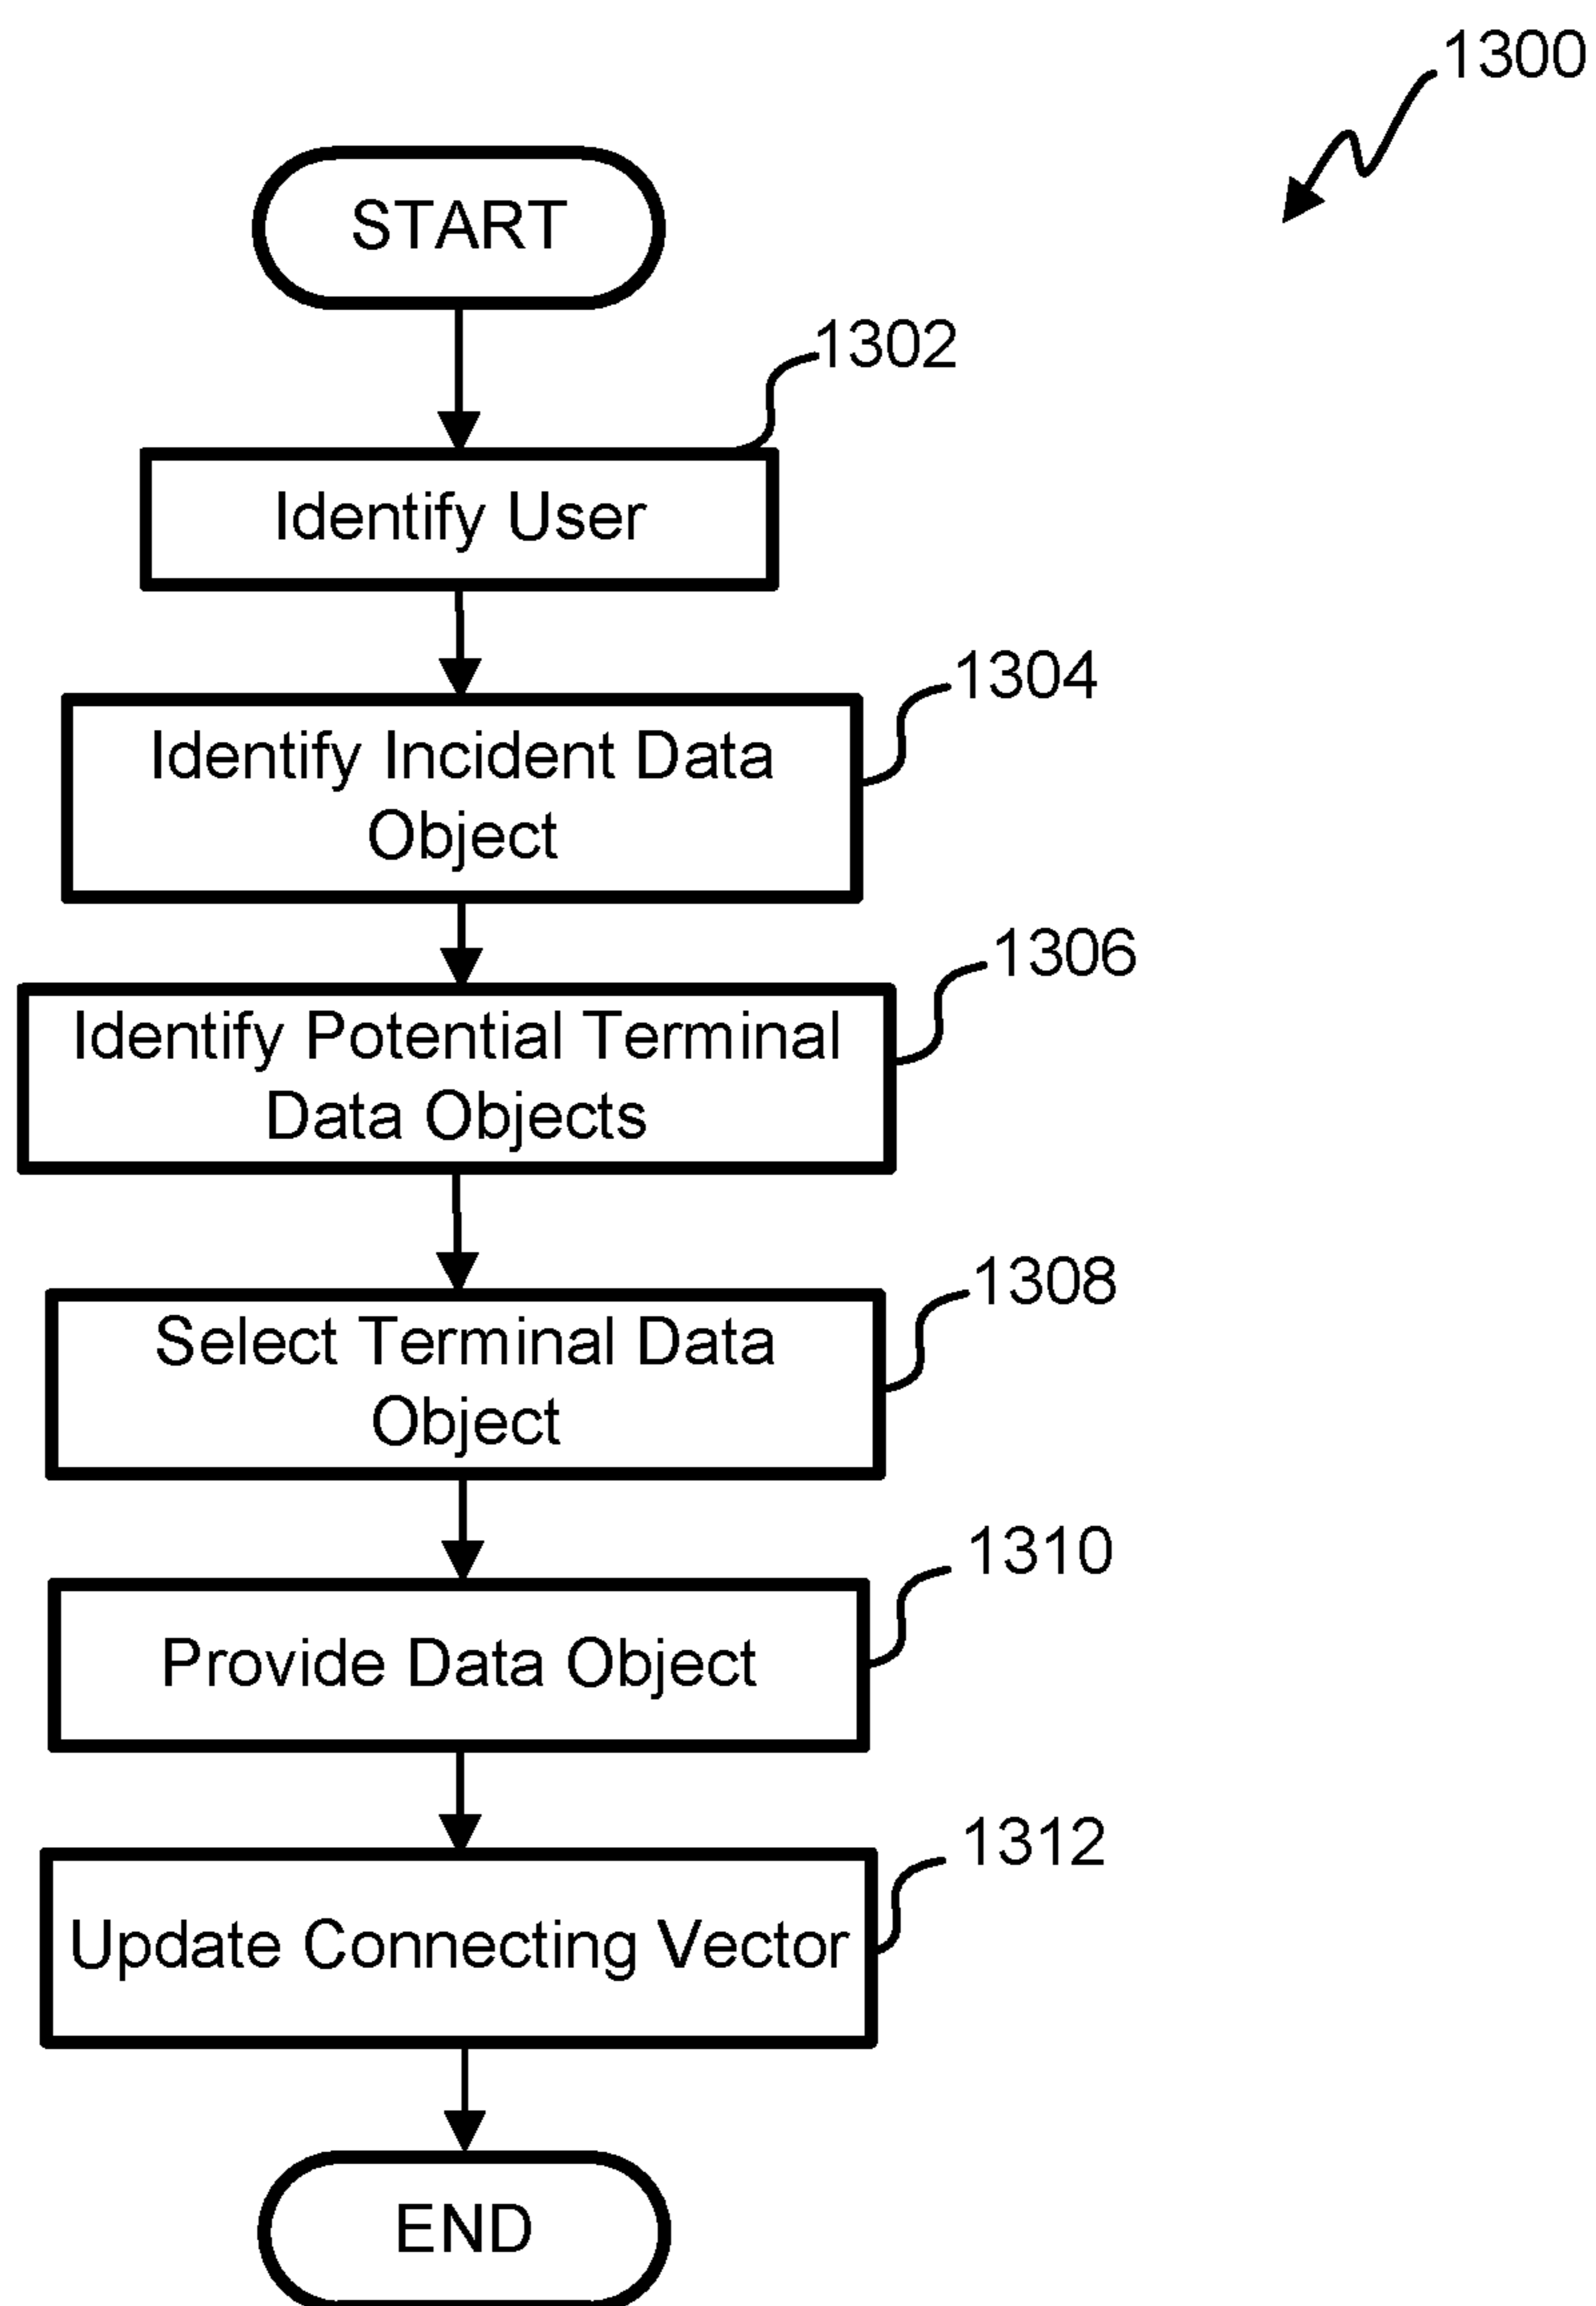 1300
START
1302
Identify User
1304
Identify Incident Data
Object
1306
Identify Potential Terminal
Data Objects
1308
Select Terminal Data
Object
1310
Provide Data Object
1312
Update Connecting Vector
END